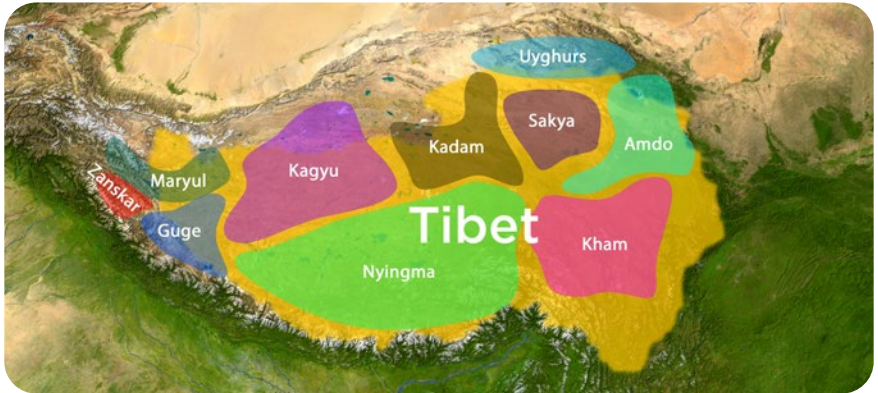 Uyghurs
Sakya
Kadam
Amdo
Kagyu
Maryul
Zanskar
Guge
Tibet
Kham
Nyingma